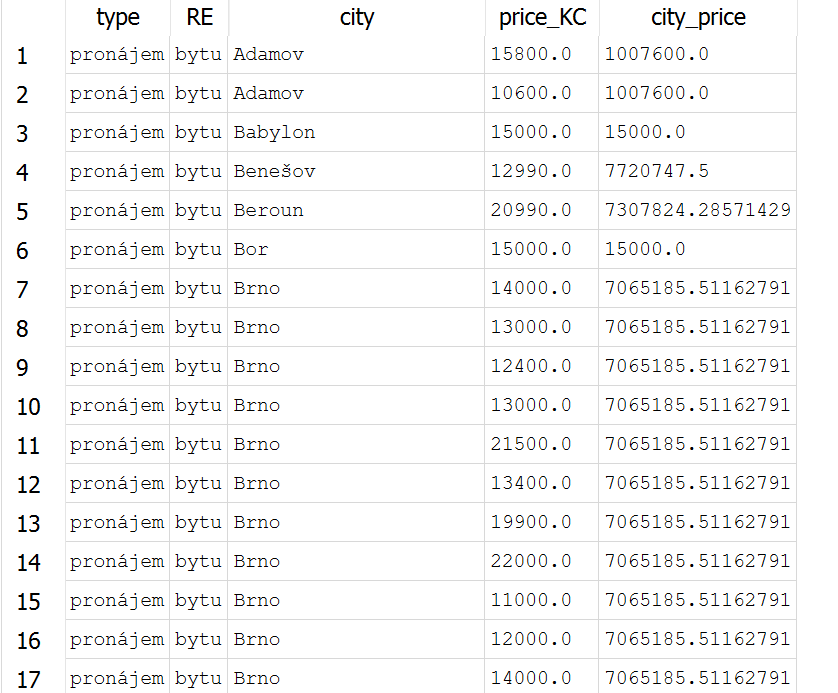 type RE city price_KC city_price
1 pronájem bytu Adamov 15800.0 1007600.0
2 pronájem bytu Adamov 10600.0 1007600.0
3 pronájem bytu Babylon 15000.0 15000.0
4 pronájem bytu Benešov 12990.0 7720747.5
5 pronájem bytu Beroun 20990.0 7307824.28571429
6 pronájem bytu Bor 15000.0 15000.0
7 pronájem bytu Brno 14000.0 7065185.51162791
8 pronájem bytu Brno 13000.0 7065185.51162791
9 pronájem bytu Brno 12400.0 7065185.51162791
10 pronájem bytu Brno 13000.0 7065185.51162791
11 pronájem bytu Brno 21500.0 7065185.51162791
12 pronájem bytu Brno 13400.0 7065185.51162791
13 pronájem bytu Brno 19900.0 7065185.51162791
14 pronájem bytu Brno 22000.0 7065185.51162791
15 pronájem bytu Brno 11000.0 7065185.51162791
16 pronájem bytu Brno 12000.0 7065185.51162791
17 pronájem bytu Brno 14000.0 7065185.51162791